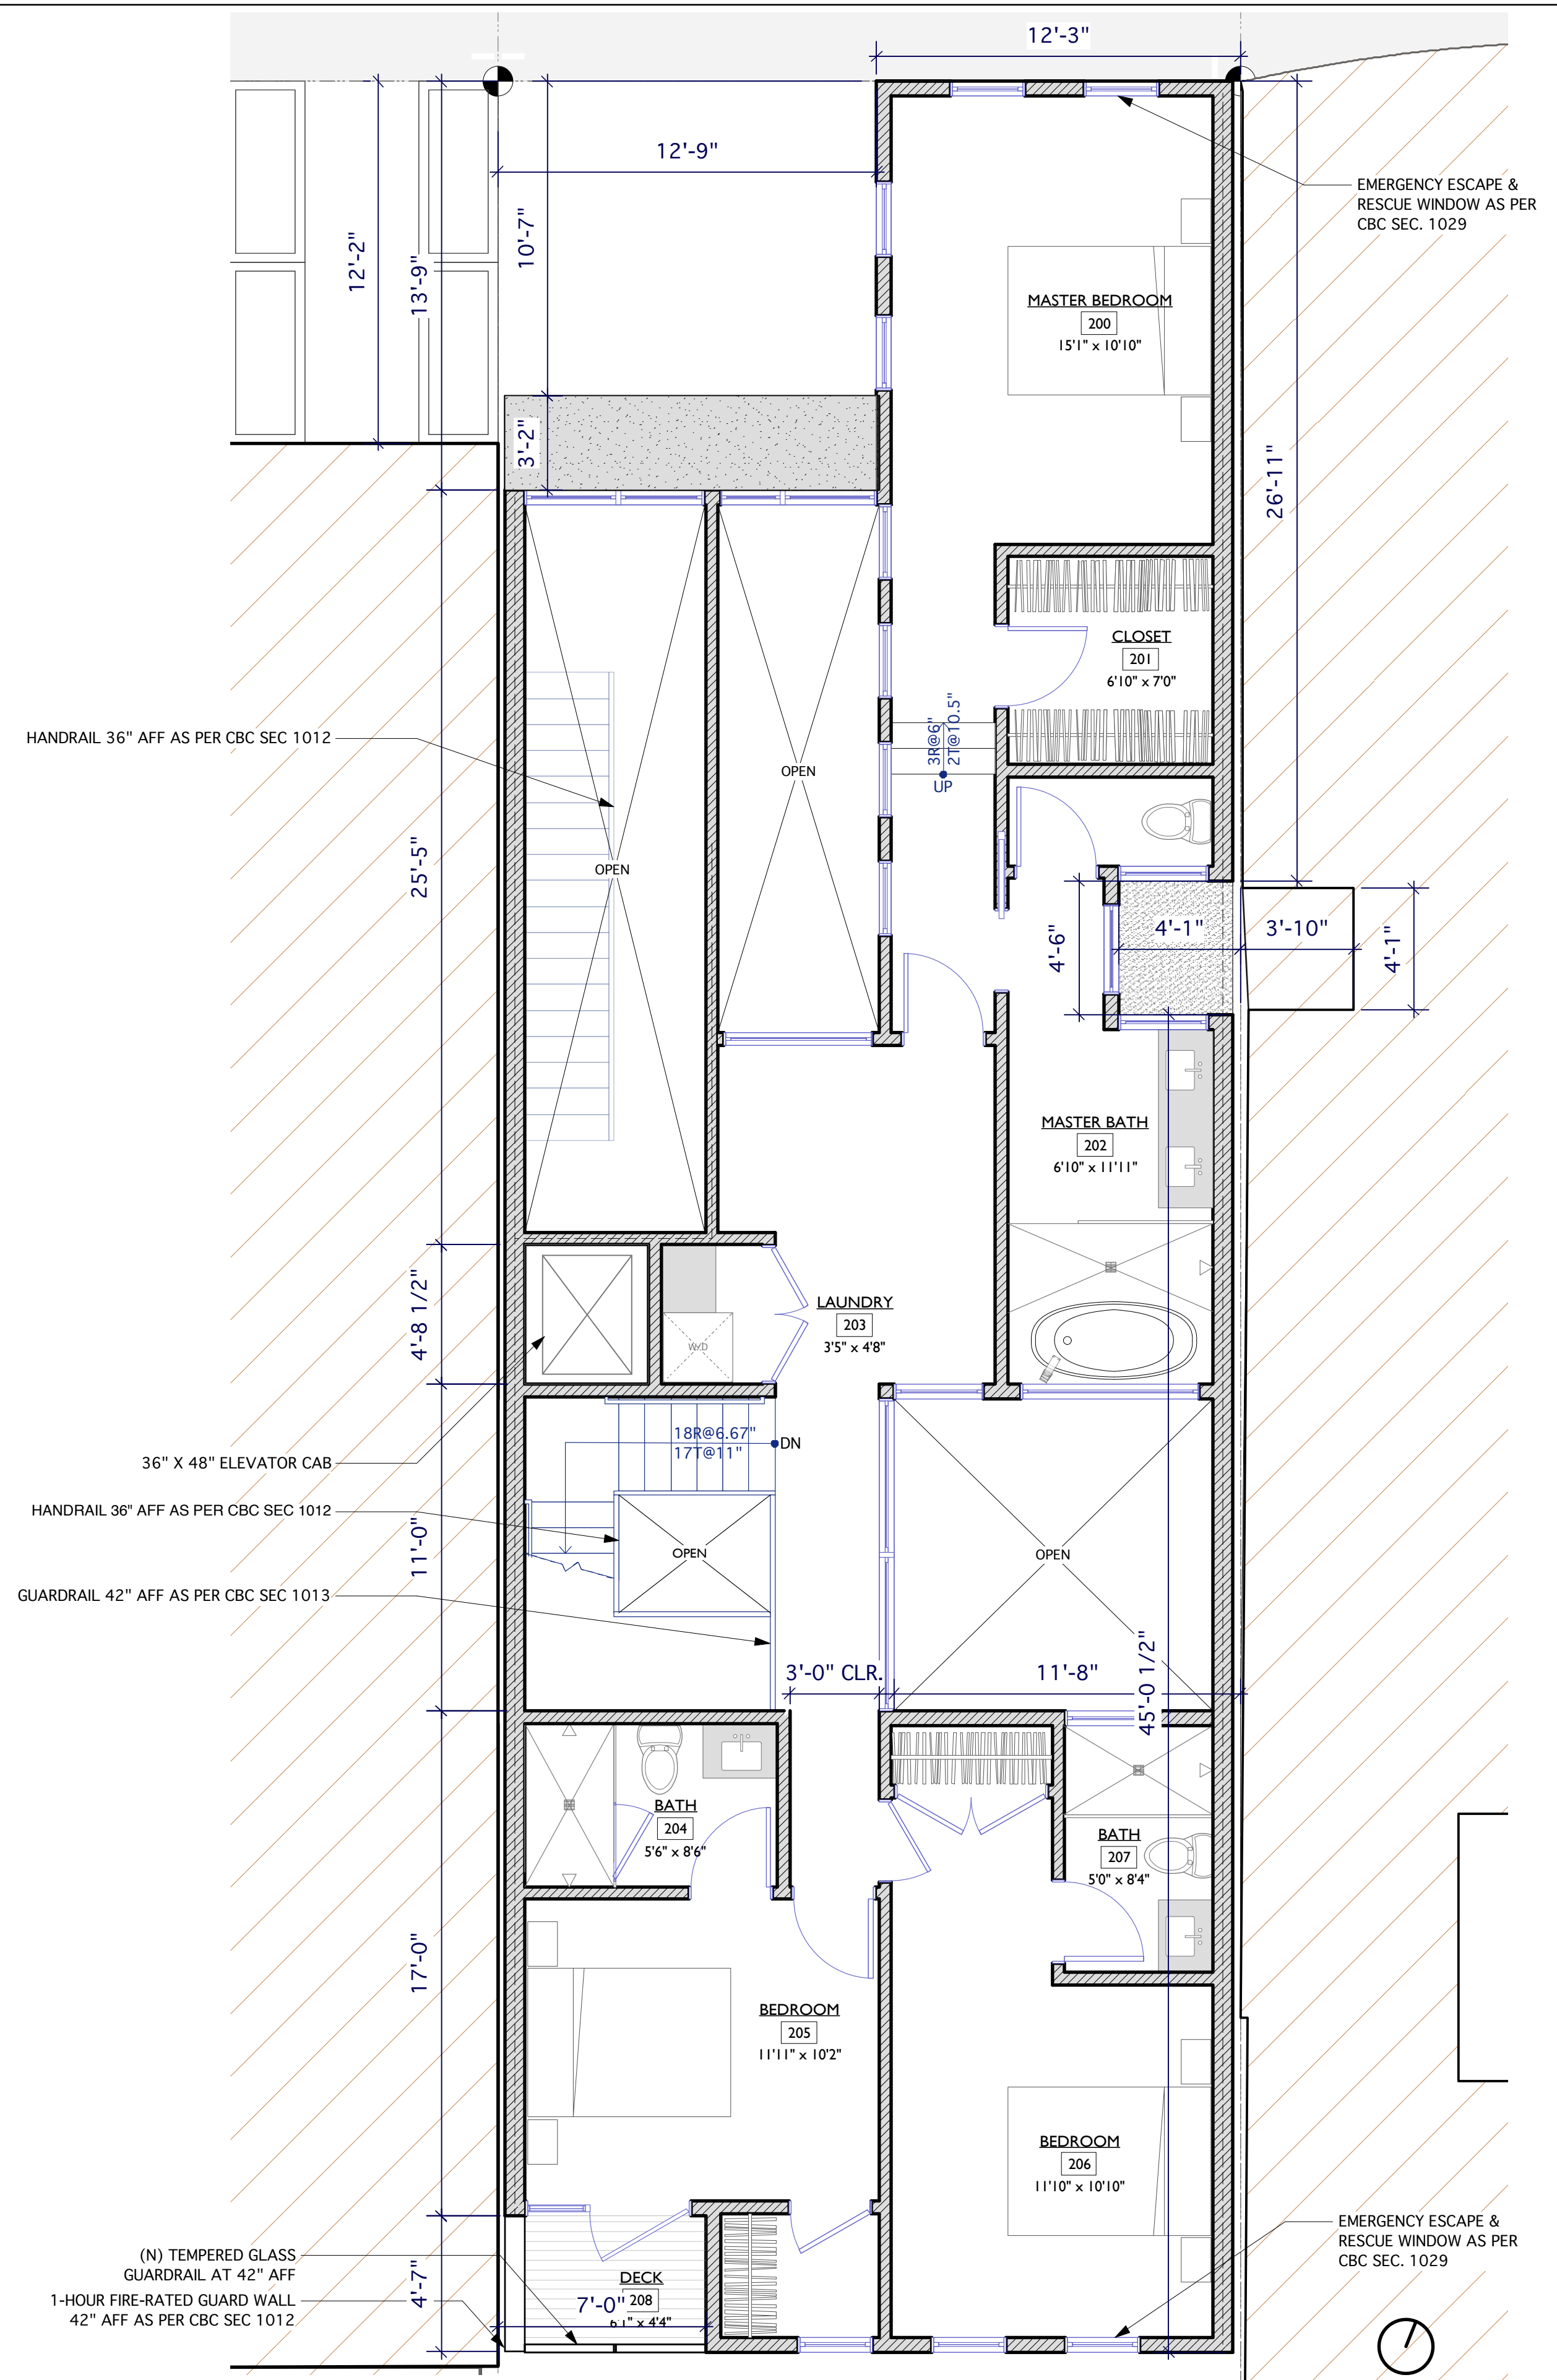 12'-3"
12'-9"
EMERGENCY ESCAPE &
RESCUE WINDOW AS PER
CBC SEC. 1029
12'-2"
13'-9"
10'-7"
MASTER BEDROOM
200
15'1" x 10'10"
3'-2"
26'-11"
CLOSET
201
6'10" x 7'0"
HANDRAIL 36" AFF AS PER CBC SEC 1012
3R@6"
2T@10.5"
UP
OPEN
OPEN
25'-5"
4'-6"
4'-1"
3'-10"
4'-1"
MASTER BATH
202
6'10" x 11'11"
4'-8 1/2"
LAUNDRY
203
3'5" x 4'8"
W/D
18R@6.67"
17T@11"
DN
36" X 48" ELEVATOR CAB
HANDRAIL 36" AFF AS PER CBC SEC 1012
11'-0"
OPEN
OPEN
GUARDRAIL 42" AFF AS PER CBC SEC 1013
3'-0" CLR.
11'-8"
45'-0 1/2"
BATH
204
5'6" x 8'6"
BATH
207
5'0" x 8'4"
17'-0"
BEDROOM
205
11'11" x 10'2"
BEDROOM
206
11'10" x 10'10"
EMERGENCY ESCAPE &
RESCUE WINDOW AS PER
CBC SEC. 1029
(N) TEMPERED GLASS
GUARDRAIL AT 42" AFF
1-HOUR FIRE-RATED GUARD WALL
42" AFF AS PER CBC SEC 1012
4'-7"
DECK
208
7'-0"
6'1" x 4'4"